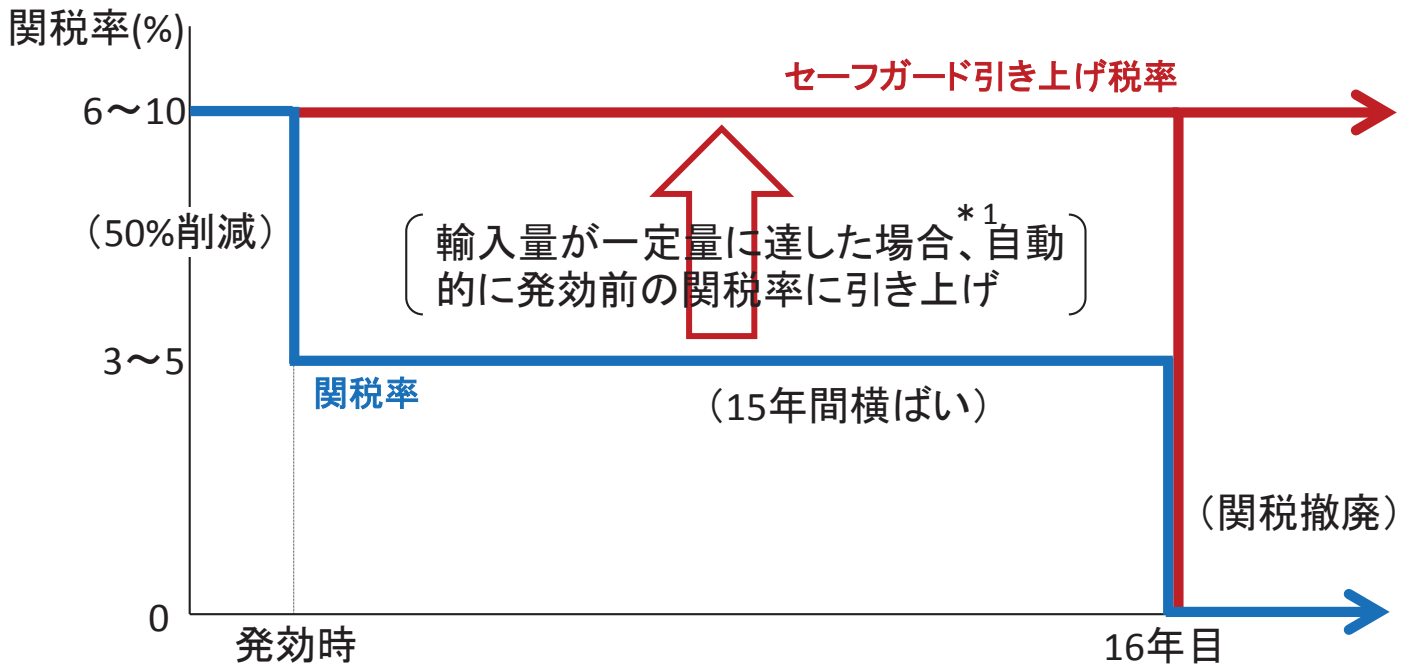 関税率(%)
セーフガード引き上げ税率
6～10
（50%削減）
輸入量が一定量に達した場合＊1、自動
的に発効前の関税率に引き上げ
3～5
関税率
（15年間横ばい）
（関税撤廃）
0
発効時
16年目